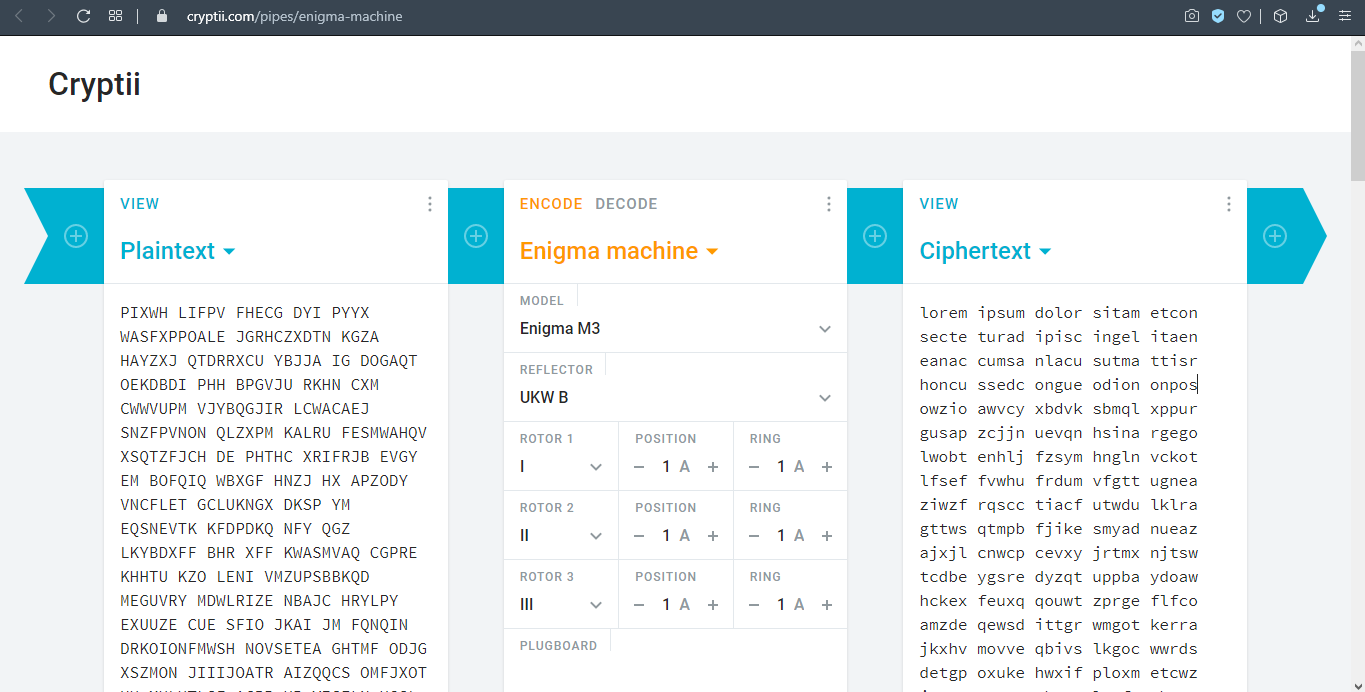 cryptii.com/pipes/enigma-machine
Cryptii
VIEW
Plaintext
PIXWH LIFPV FHECG DYI PYYX
WASFXPPOALE JGRHCZXDTN KGZA
HAYZXJ QTDRRXCU YBJJA IG DOGAQT
OEKDBDI PHH BPGVJU RKHN CXM
CWWVUPM VJYBQGJIR LCWACAEJ
SNZFPVNON QLZXPM KALRU FESMWAHQV
XSQTZFJCH DE PHTHC XRIFRJB EVGY
EM BOFQIQ WBXGF HNZJ HX APZODY
VNCFLET GCLUKNGX DKSP YM
EQSNEVTK KFDPDKQ NFY QGZ
LKYBDXFF BHR XFF KWASMVAQ CGPRE
KHHTU KZO LENI VMZUPSBBKQD
MEGUVRY MDWLRIZE NBAJC HRYLPY
EXUUZE CUE SFIO JKAI JM FQNQIN
DRKOIONFMWSH NOVSETEA GHTMF ODJG
XSZMON JIIIJOATR AIZQQCS OMFJXOT
ENCODE DECODE
Enigma machine
MODEL
Enigma M3
REFLECTOR
UKW B
ROTOR 1 POSITION RING
I 1 A 1 A
ROTOR 2 POSITION RING
II 1 A 1 A
ROTOR 3 POSITION RING
III 1 A 1 A
PLUGBOARD
VIEW
Ciphertext
lorem ipsum dolor sitam etcon
secte turad ipisc ingel itaen
eanac cumsa nlacu sutma ttisr
honcu ssedc ongue odion onpos
owzio awvcy xbdvk sbmql xppur
gusap zcjjn uevqn hsina rgego
lwobt enhlj fzsym hngln vckot
lfsef fvwhu frdum vfgtt ugnea
ziwzf rqscc tiacf utwdu lklra
gttws qtmpb fjike smyad nueaz
ajxjl cnwcp cevxy jrtmx njtsw
tcdbe ygsre dyzqt uppba ydoaw
hckex feuxq qouwt zprge flfco
amzde qewsd ittgr wmgot kerra
jkxhv movve qbivs lkgoc wwrds
detgp oxuke hwxif ploxm etcwz